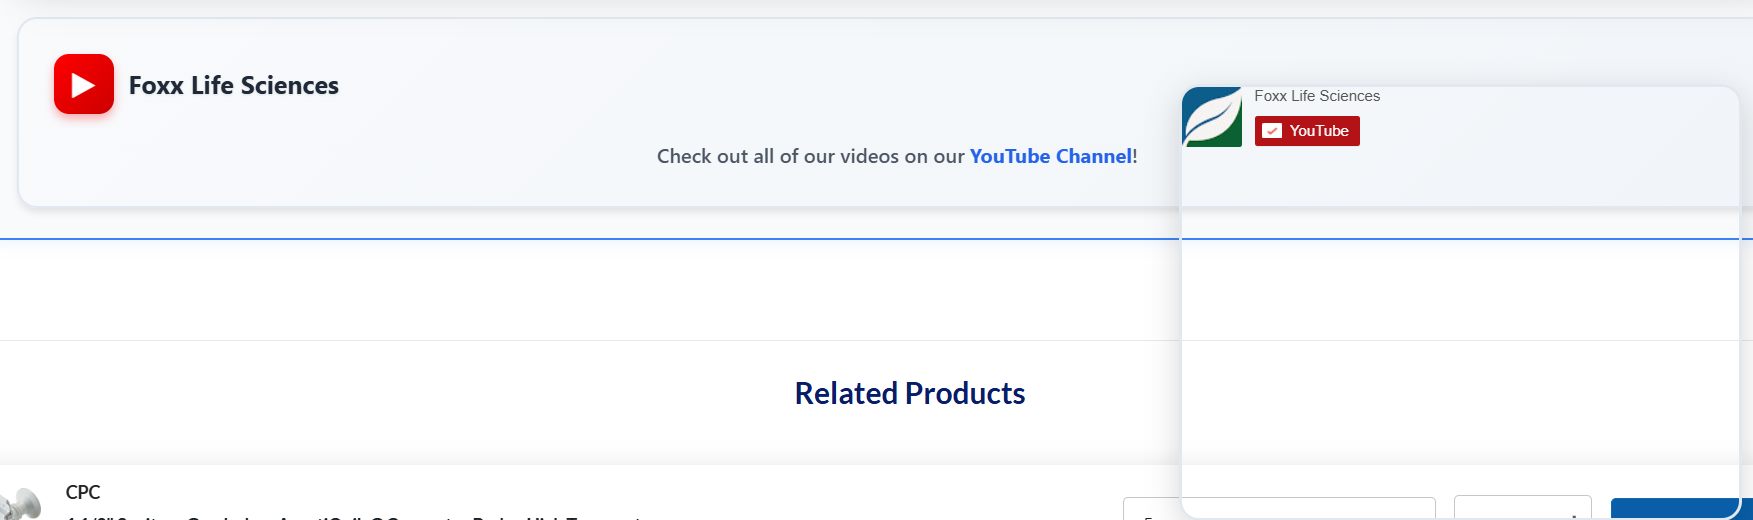 Foxx Life Sciences
Foxx Life Sciences
YouTube
Check out all of our videos on our YouTube Channel!
Related Products
CPC